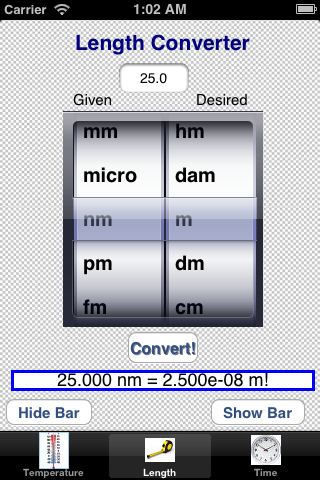 Carrier 1:02 AM
Length Converter
25.0
Given Desired
mm hm
micro dam
nm m
pm dm
fm cm
Convert!
25.000 nm = 2.500e-08 m!
Hide Bar Show Bar
Temperature Length Time